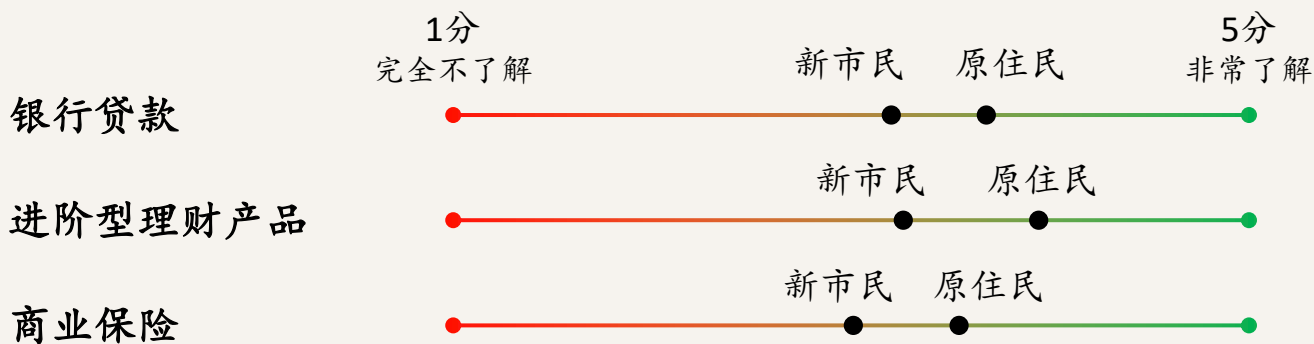 1分
5分
完全不了解
新市民
原住民
非常了解
银行贷款
新市民
原住民
进阶型理财产品
新市民
原住民
商业保险